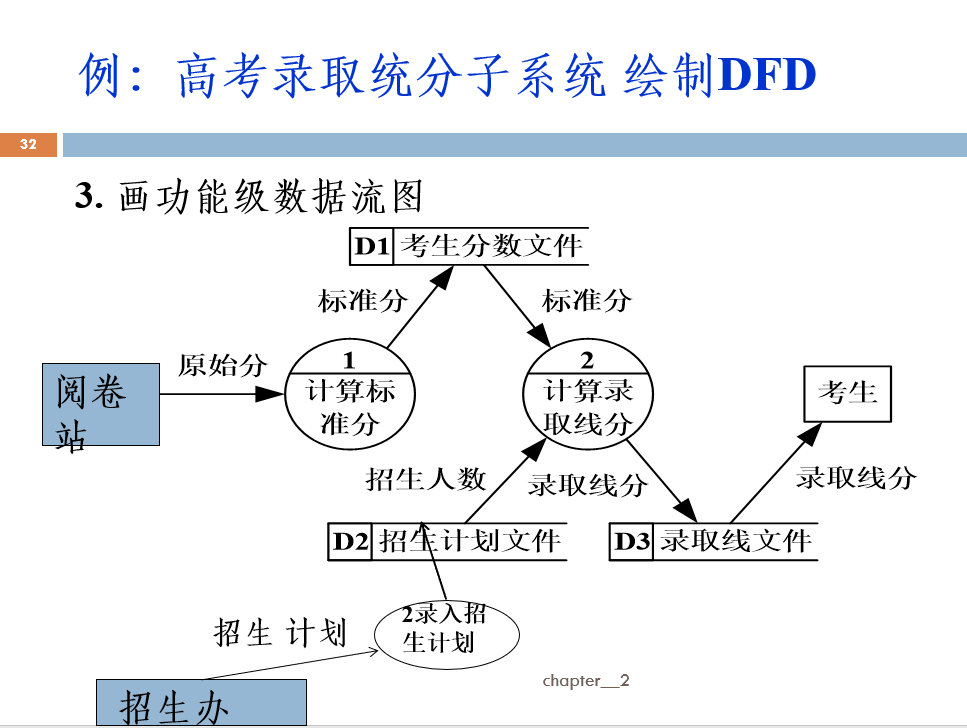 例：高考录取统分子系统 绘制DFD
32
3. 画功能级数据流图
D1 考生分数文件
标准分
标准分
原始分
阅卷
站
1
计算标
准分
2
计算录
取线分
考生
招生人数
录取线分
录取线分
D2 招生计划文件
D3 录取线文件
2录入招
生计划
招生 计划
招生办
chapter__2